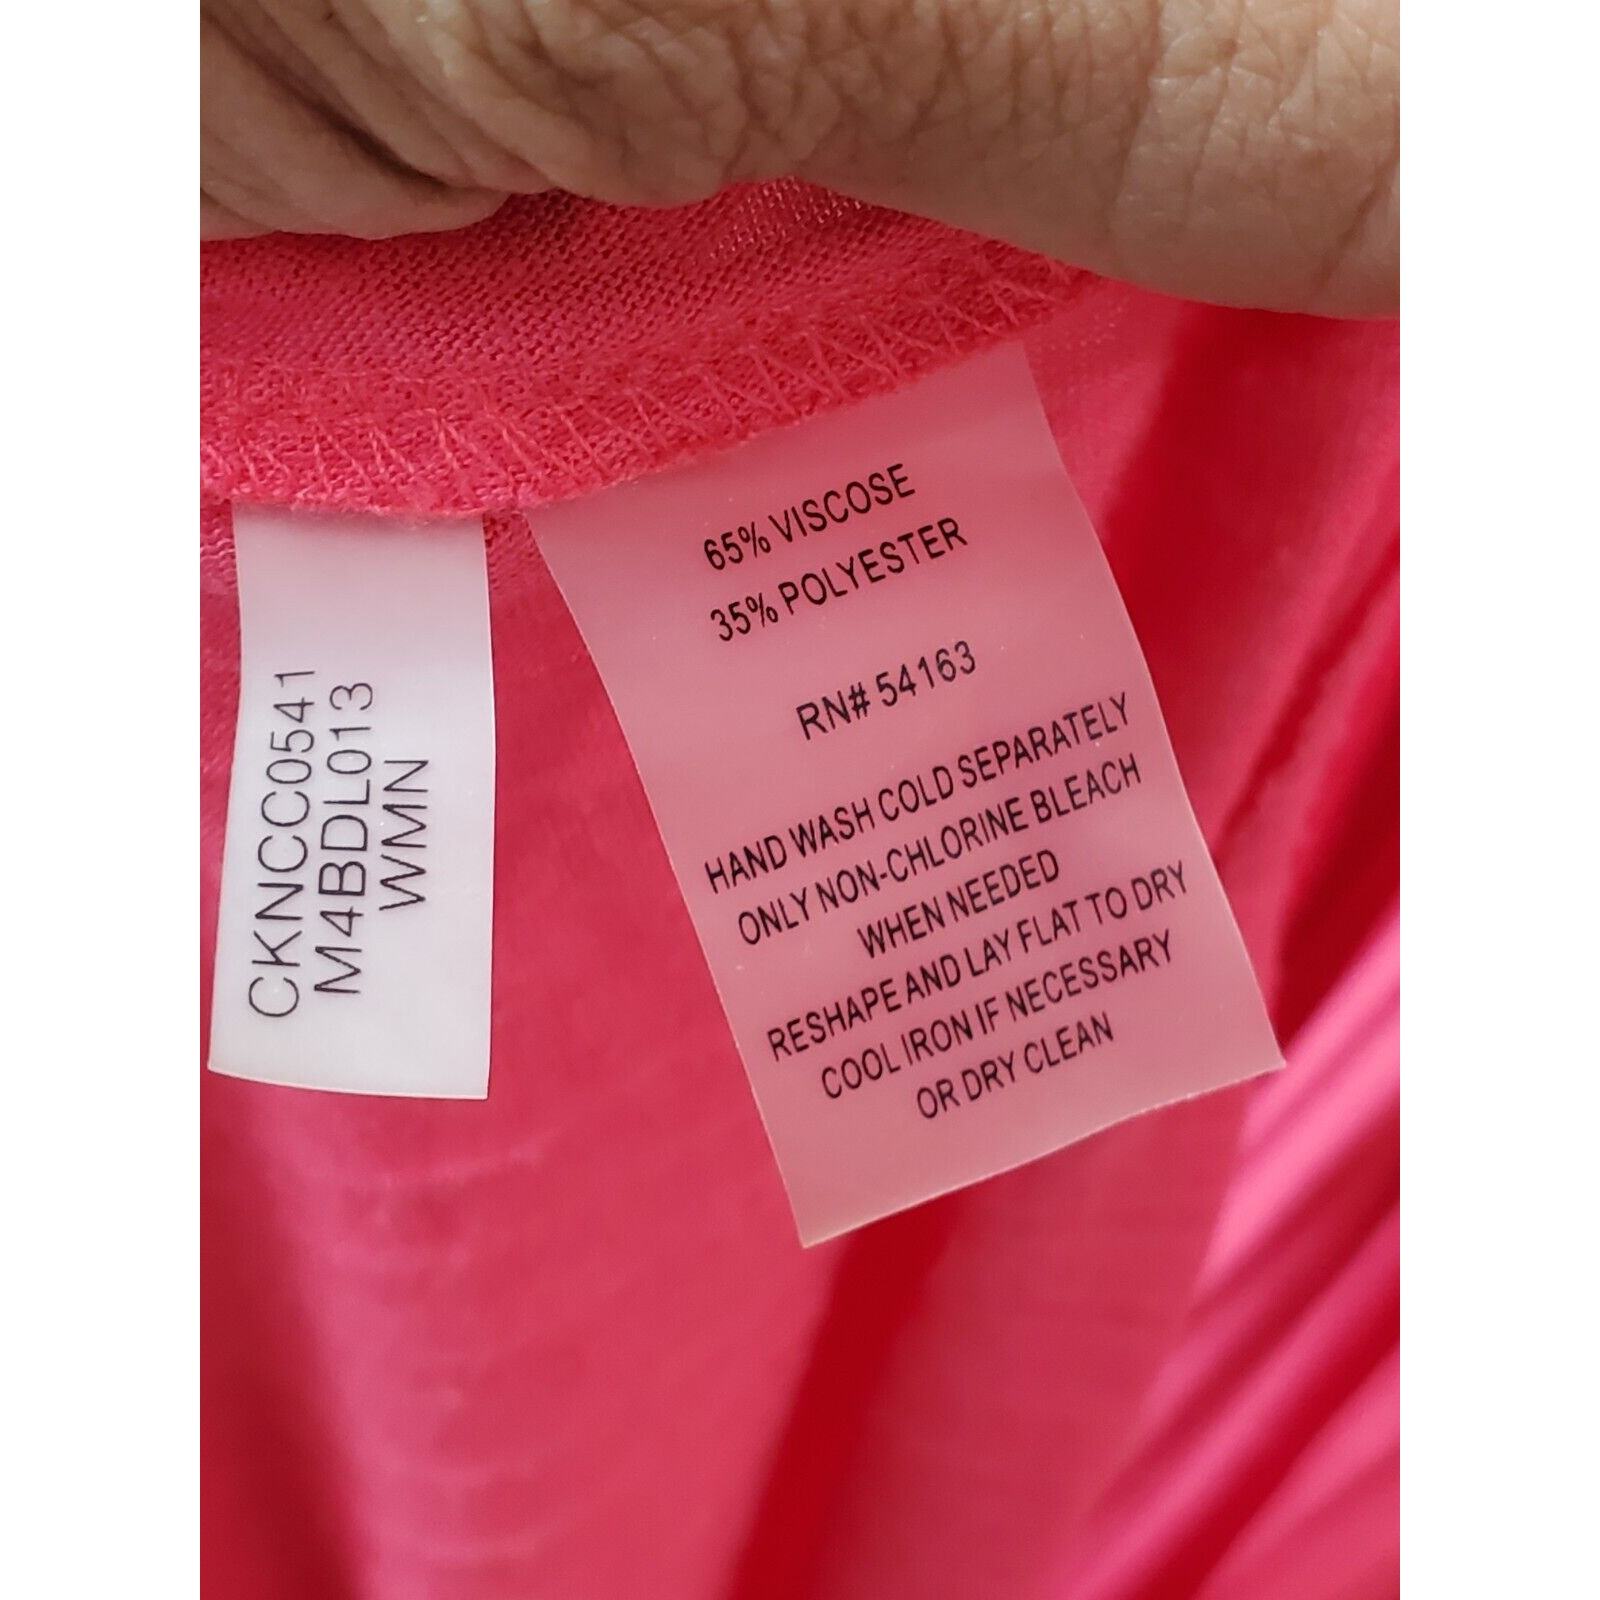 CKNCC0541
M4BDL013
WMN
65% VISCOSE
35% POLYESTER
RN# 54163
HAND WASH COLD SEPARATELY
ONLY NON-CHLORINE BLEACH
WHEN NEEDED
RESHAPE AND LAY FLAT TO DRY
COOL IRON IF NECESSARY
OR DRY CLEAN